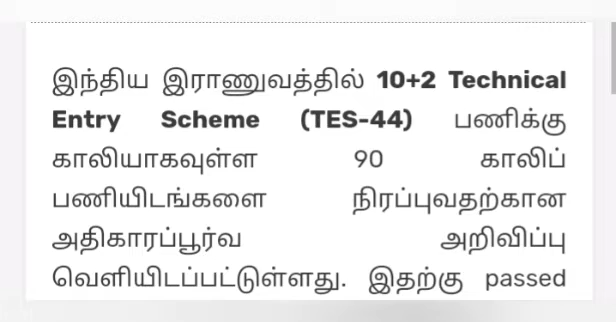 இந்திய இராணுவத்தில் 10+2 Technical
Entry Scheme (TES-44) பணிக்கு
காலியாகவுள்ள 90 காலிப்
பணியிடங்களை நிரப்புவதற்கான
அதிகாரப்பூர்வ அறிவிப்பு
வெளியிடப்பட்டுள்ளது. இதற்கு passed